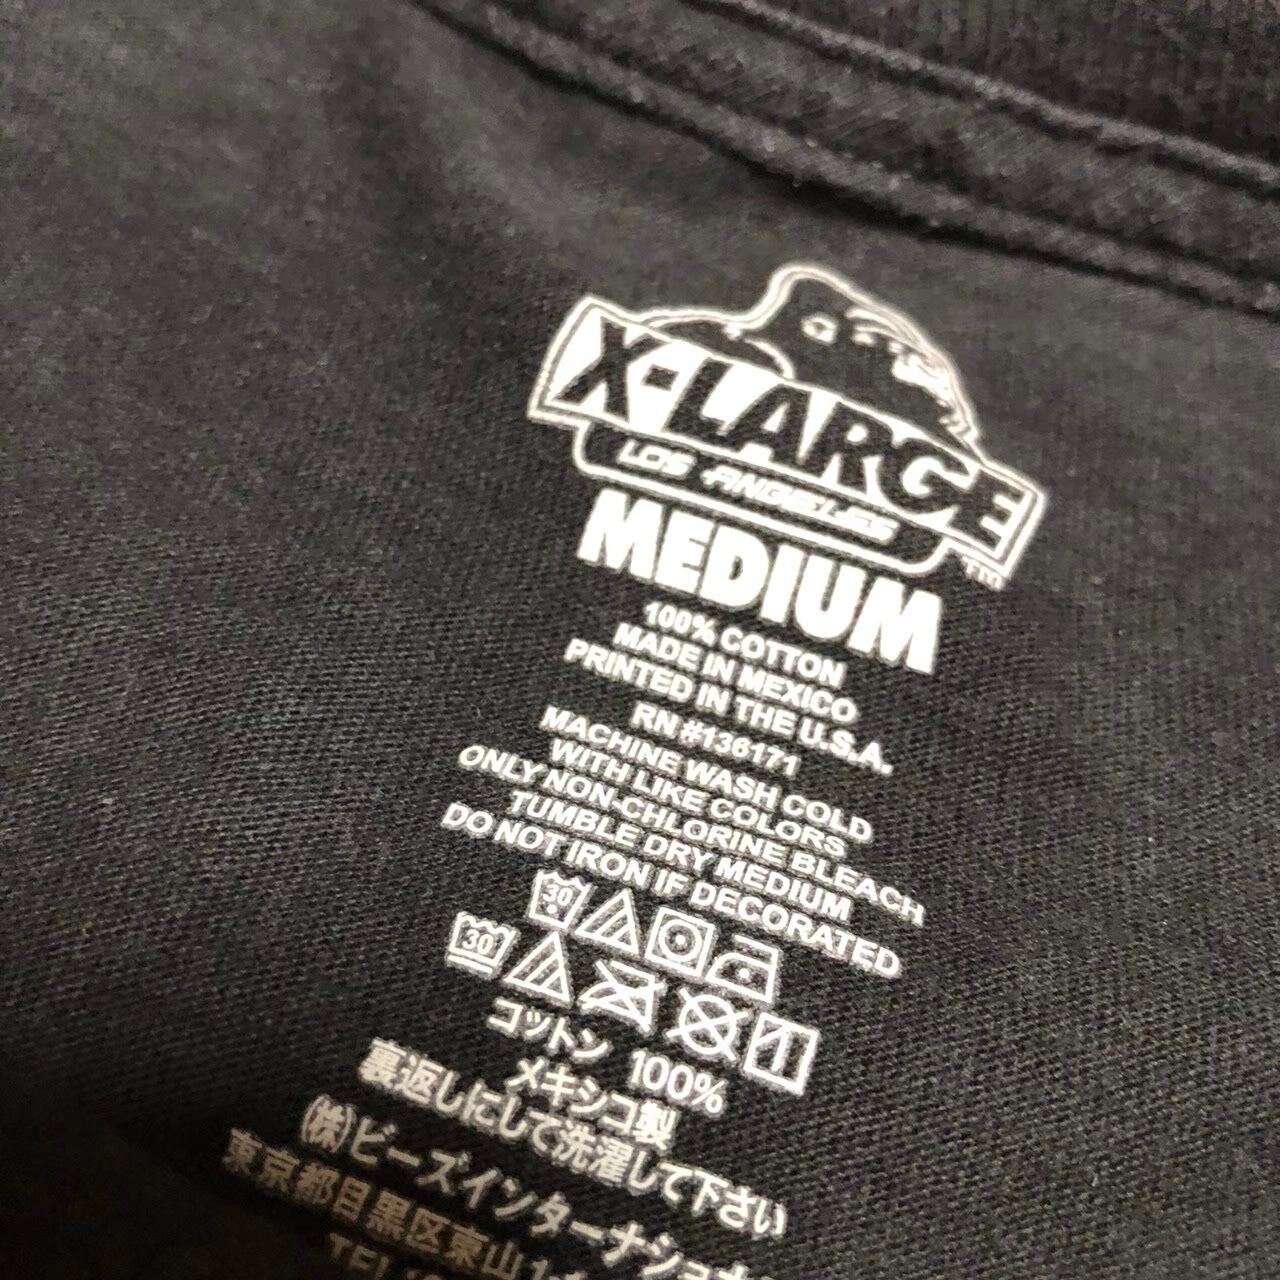 X-LARGE
LOS ANGELES
TM
MEDIUM
100% COTTON
MADE IN MEXICO
PRINTED IN THE U.S.A.
RN #136171
MACHINE WASH COLD
WITH LIKE COLORS
ONLY NON-CHLORINE BLEACH
TUMBLE DRY MEDIUM
DO NOT IRON IF DECORATED
30
30
コットン 100%
メキシコ製
裏返しにして洗濯して下さい
(株)ビーズインターナショナ
東京都目黒区東山1-
TEL